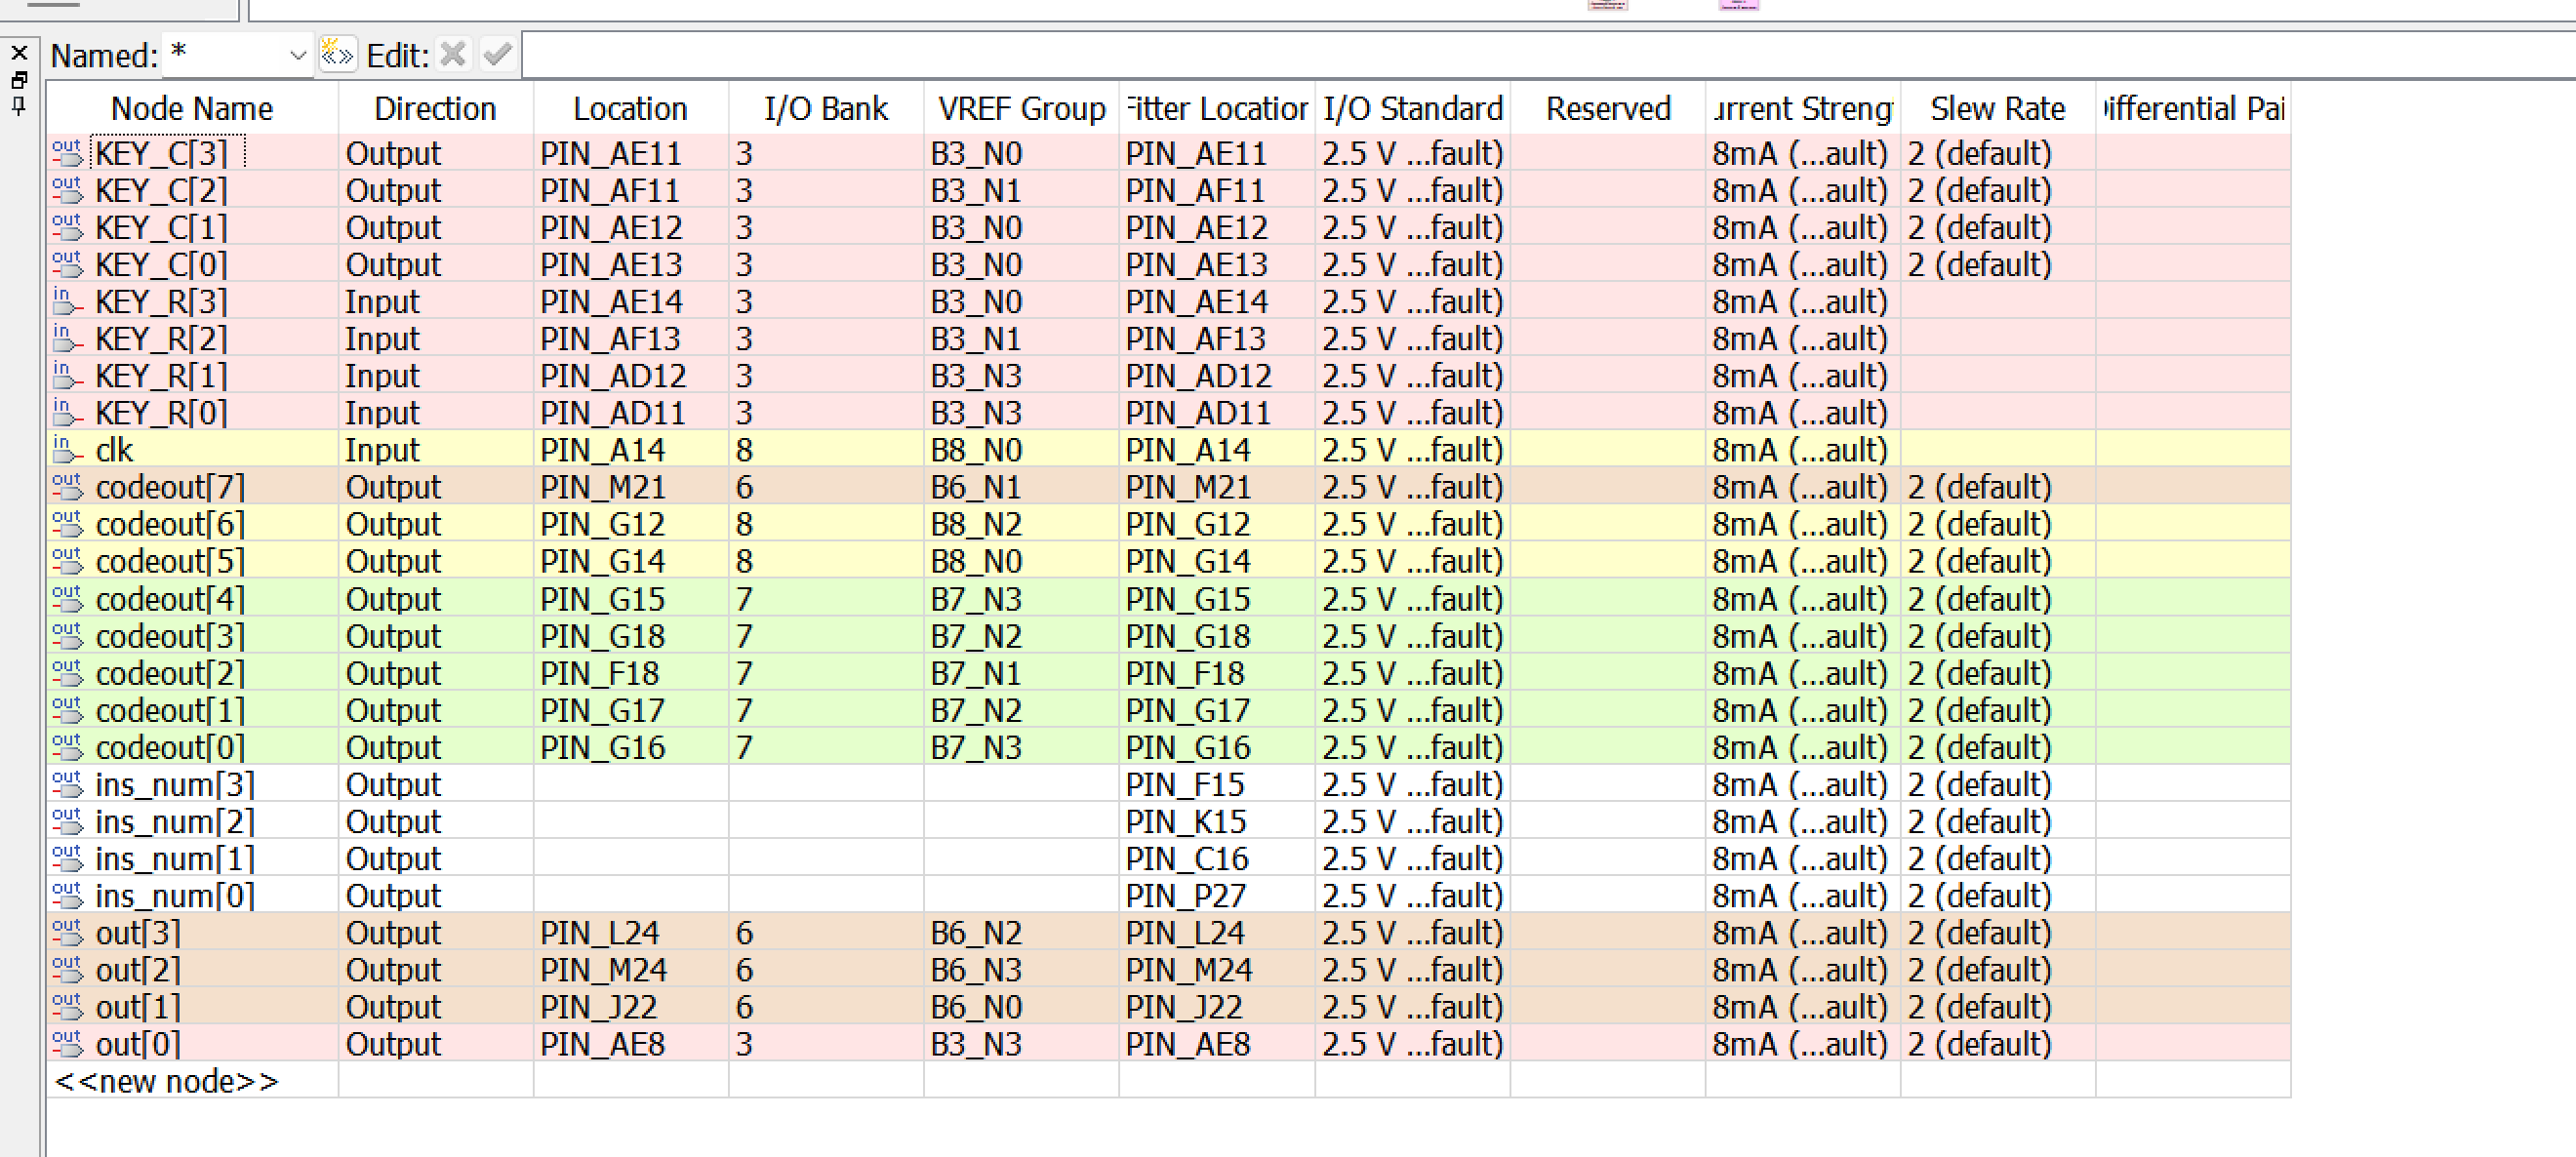 Named: * Edit:
Node Name Direction Location I/O Bank VREF Group Fitter Location I/O Standard Reserved urrent Strengt Slew Rate ifferential Pai
out KEY_C[3] Output PIN_AE11 3 B3_N0 PIN_AE11 2.5 V ...fault) 8mA (...ault) 2 (default)
out KEY_C[2] Output PIN_AF11 3 B3_N1 PIN_AF11 2.5 V ...fault) 8mA (...ault) 2 (default)
out KEY_C[1] Output PIN_AE12 3 B3_N0 PIN_AE12 2.5 V ...fault) 8mA (...ault) 2 (default)
out KEY_C[0] Output PIN_AE13 3 B3_N0 PIN_AE13 2.5 V ...fault) 8mA (...ault) 2 (default)
in KEY_R[3] Input PIN_AE14 3 B3_N0 PIN_AE14 2.5 V ...fault) 8mA (...ault)
in KEY_R[2] Input PIN_AF13 3 B3_N1 PIN_AF13 2.5 V ...fault) 8mA (...ault)
in KEY_R[1] Input PIN_AD12 3 B3_N3 PIN_AD12 2.5 V ...fault) 8mA (...ault)
in KEY_R[0] Input PIN_AD11 3 B3_N3 PIN_AD11 2.5 V ...fault) 8mA (...ault)
in clk Input PIN_A14 8 B8_N0 PIN_A14 2.5 V ...fault) 8mA (...ault)
out codeout[7] Output PIN_M21 6 B6_N1 PIN_M21 2.5 V ...fault) 8mA (...ault) 2 (default)
out codeout[6] Output PIN_G12 8 B8_N2 PIN_G12 2.5 V ...fault) 8mA (...ault) 2 (default)
out codeout[5] Output PIN_G14 8 B8_N0 PIN_G14 2.5 V ...fault) 8mA (...ault) 2 (default)
out codeout[4] Output PIN_G15 7 B7_N3 PIN_G15 2.5 V ...fault) 8mA (...ault) 2 (default)
out codeout[3] Output PIN_G18 7 B7_N2 PIN_G18 2.5 V ...fault) 8mA (...ault) 2 (default)
out codeout[2] Output PIN_F18 7 B7_N1 PIN_F18 2.5 V ...fault) 8mA (...ault) 2 (default)
out codeout[1] Output PIN_G17 7 B7_N2 PIN_G17 2.5 V ...fault) 8mA (...ault) 2 (default)
out codeout[0] Output PIN_G16 7 B7_N3 PIN_G16 2.5 V ...fault) 8mA (...ault) 2 (default)
out ins_num[3] Output PIN_F15 2.5 V ...fault) 8mA (...ault) 2 (default)
out ins_num[2] Output PIN_K15 2.5 V ...fault) 8mA (...ault) 2 (default)
out ins_num[1] Output PIN_C16 2.5 V ...fault) 8mA (...ault) 2 (default)
out ins_num[0] Output PIN_P27 2.5 V ...fault) 8mA (...ault) 2 (default)
out out[3] Output PIN_L24 6 B6_N2 PIN_L24 2.5 V ...fault) 8mA (...ault) 2 (default)
out out[2] Output PIN_M24 6 B6_N3 PIN_M24 2.5 V ...fault) 8mA (...ault) 2 (default)
out out[1] Output PIN_J22 6 B6_N0 PIN_J22 2.5 V ...fault) 8mA (...ault) 2 (default)
out out[0] Output PIN_AE8 3 B3_N3 PIN_AE8 2.5 V ...fault) 8mA (...ault) 2 (default)
<<new node>>